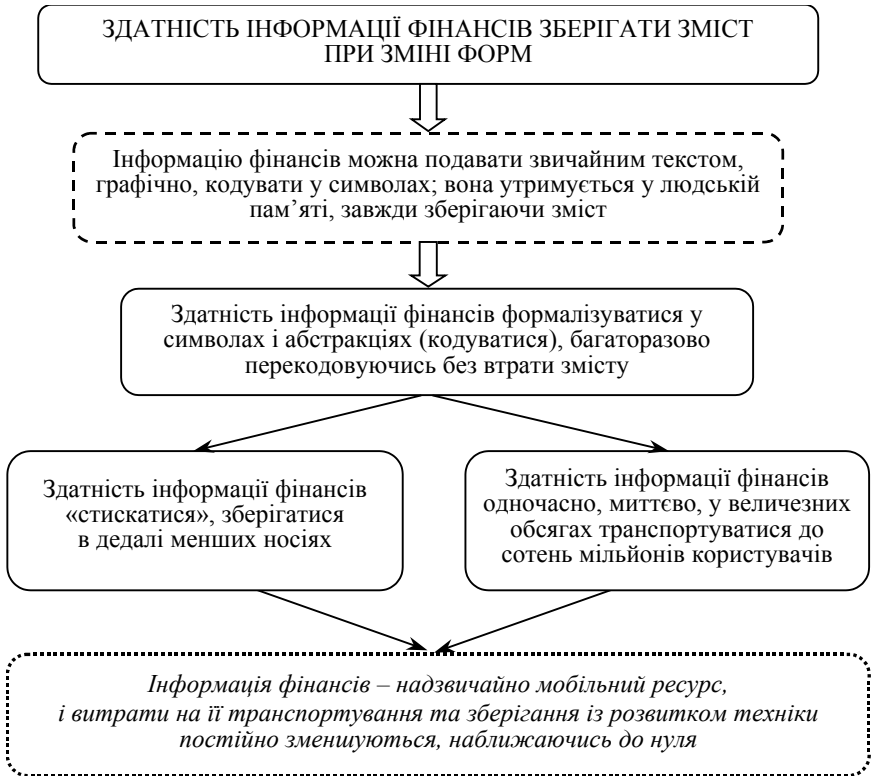 ЗДАТНІСТЬ ІНФОРМАЦІЇ ФІНАНСІВ ЗБЕРІГАТИ ЗМІСТ
ПРИ ЗМІНІ ФОРМ
Інформацію фінансів можна подавати звичайним текстом,
графічно, кодувати у символах; вона утримується у людській
пам’яті, завжди зберігаючи зміст
Здатність інформації фінансів формалізуватися у
символах і абстракціях (кодуватися), багаторазово
перекодовуючись без втрати змісту
Здатність інформації фінансів
«стискатися», зберігатися
в дедалі менших носіях
Здатність інформації фінансів
одночасно, миттєво, у величезних
обсягах транспортуватися до
сотень мільйонів користувачів
Інформація фінансів – надзвичайно мобільний ресурс,
і витрати на її транспортування та зберігання із розвитком техніки
постійно зменшуються, наближаючись до нуля